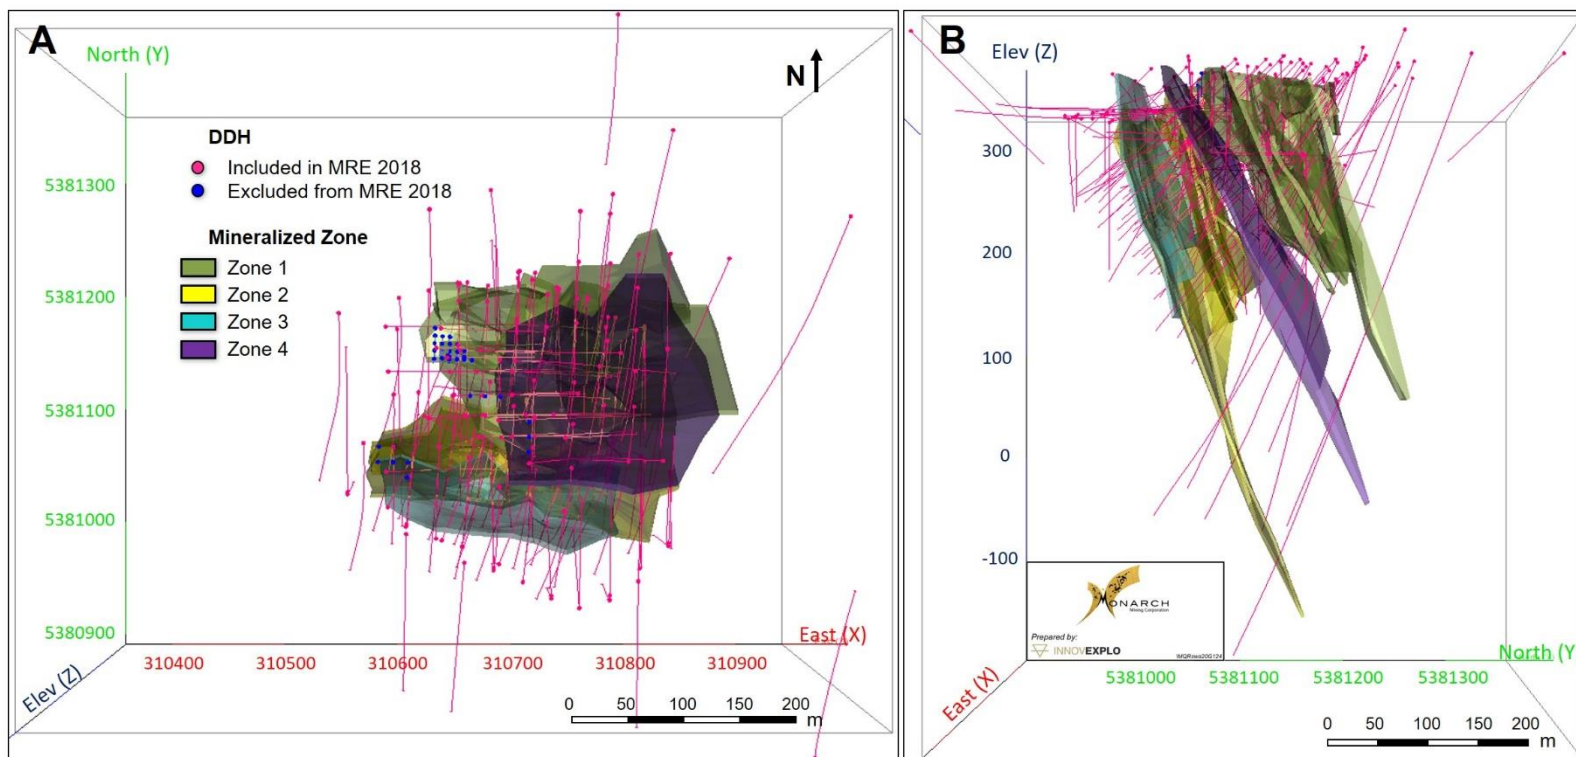 A
North (Y)
N
DDH
Included in MRE 2018
Excluded from MRE 2018
Mineralized Zone
Zone 1
Zone 2
Zone 3
Zone 4
5381300
5381200
5381100
5381000
5380900
East (X)
310400 310500 310600 310700 310800 310900
Elev (Z)
0 50 100 150 200
m
B
Elev (Z)
300
200
100
0
-100
MONARCH
Mining Corporation
Prepared by:
INNOVEXPLO
North (Y)
East (X)
5381000 5381100 5381200 5381300
0 50 100 150 200
m